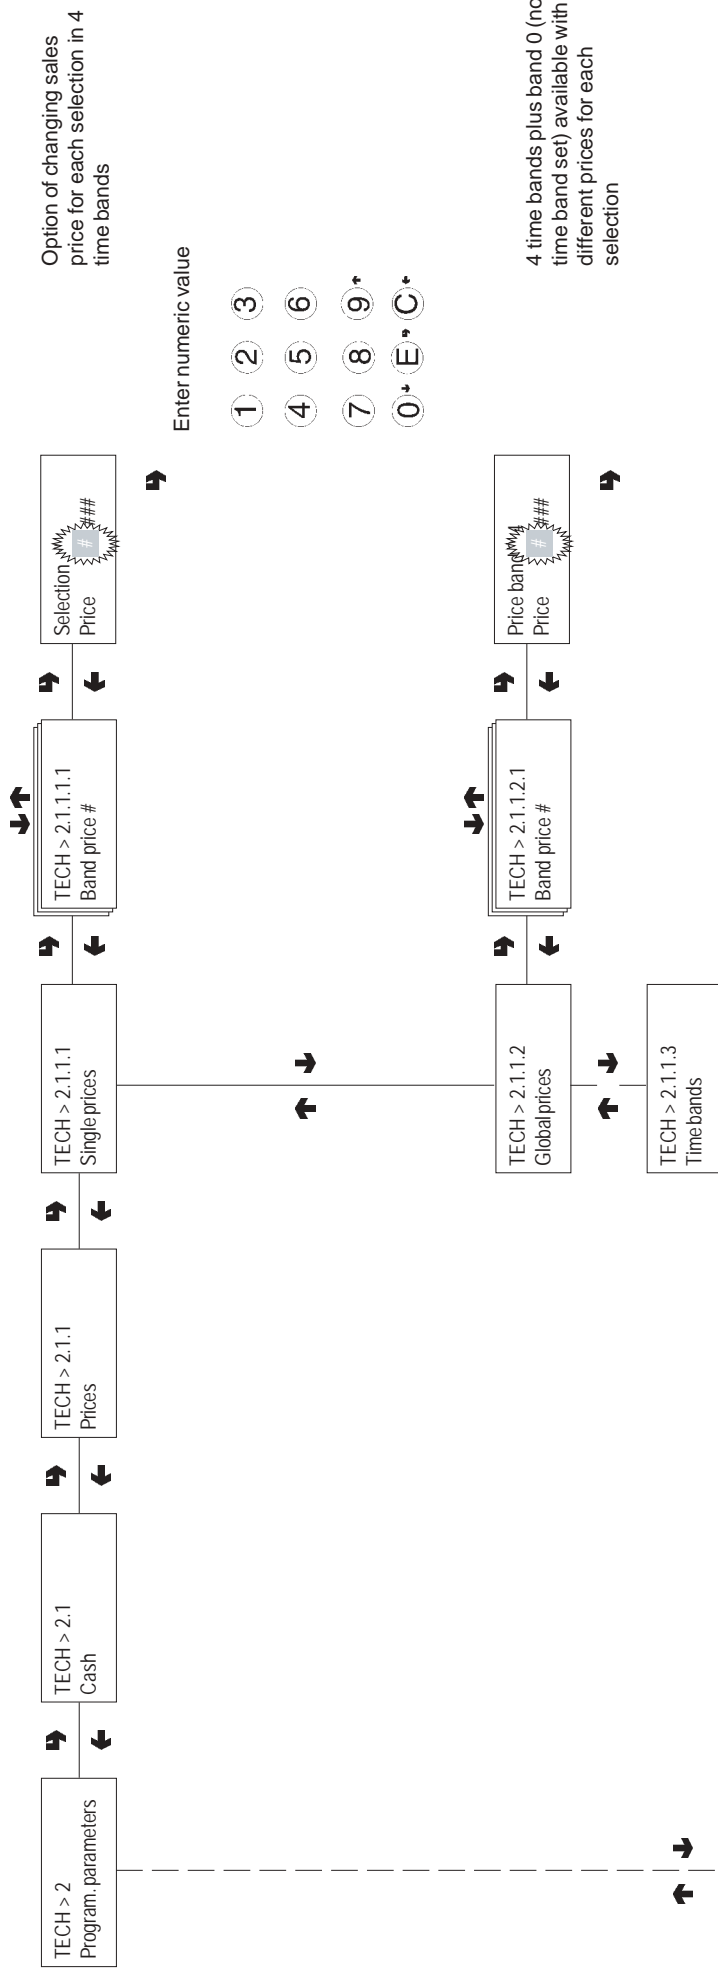 TECH > 2
Program. parameters
TECH > 2.1
Cash
TECH > 2.1.1
Prices
TECH > 2.1.1.1
Single prices
TECH > 2.1.1.1.1
Band price #
Selection
#
Price ###
Option of changing sales
price for each selection in 4
time bands
Enter numeric value
1 2 3
4 5 6
7 8 9
0 E C
TECH > 2.1.1.2
Global prices
TECH > 2.1.1.2.1
Band price #
Price band 4
#
Price ###
4 time bands plus band 0 (no
time band set) available with
different prices for each
selection
TECH > 2.1.1.3
Time bands